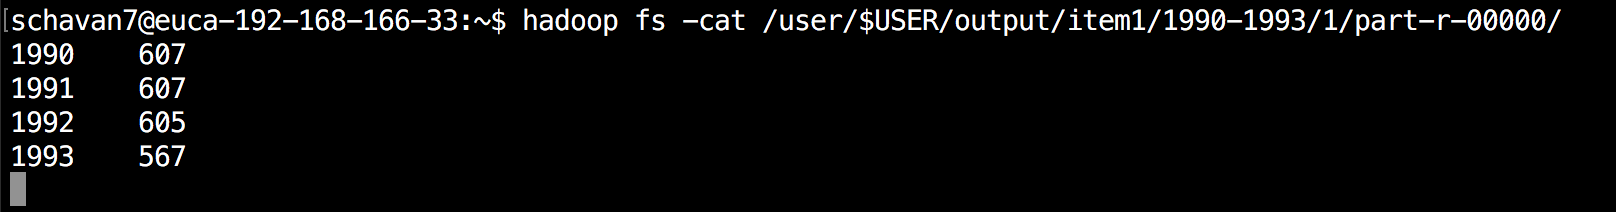 [schavan7@euca-192-168-166-33:~$ hadoop fs -cat /user/$USER/output/item1/1990-1993/1/part-r-00000/
1990    607
1991    607
1992    605
1993    567